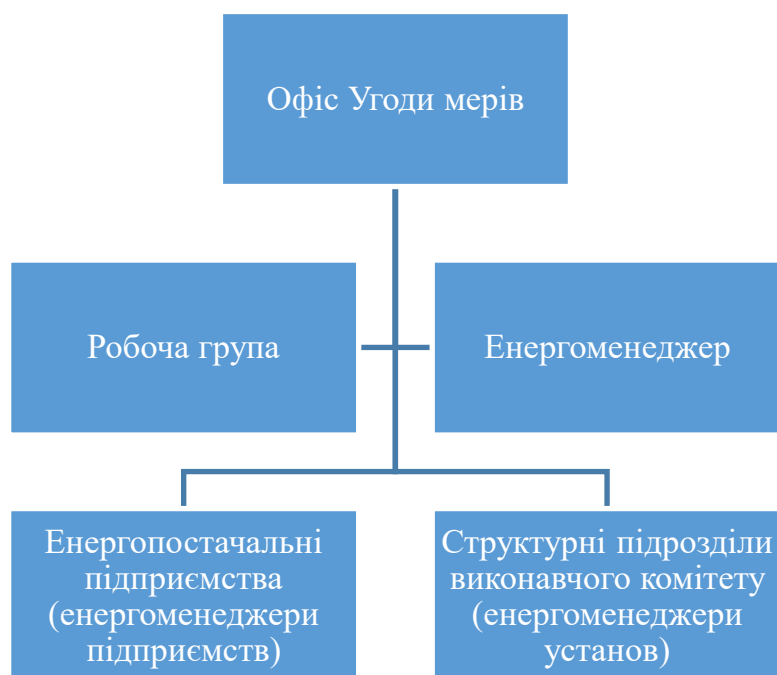 Офіс Угоди мерів
Робоча група
Енергоменеджер
Енергопостачальні
підприємства
(енергоменеджери
підприємств)
Структурні підрозділи
виконавчого комітету
(енергоменеджери
установ)